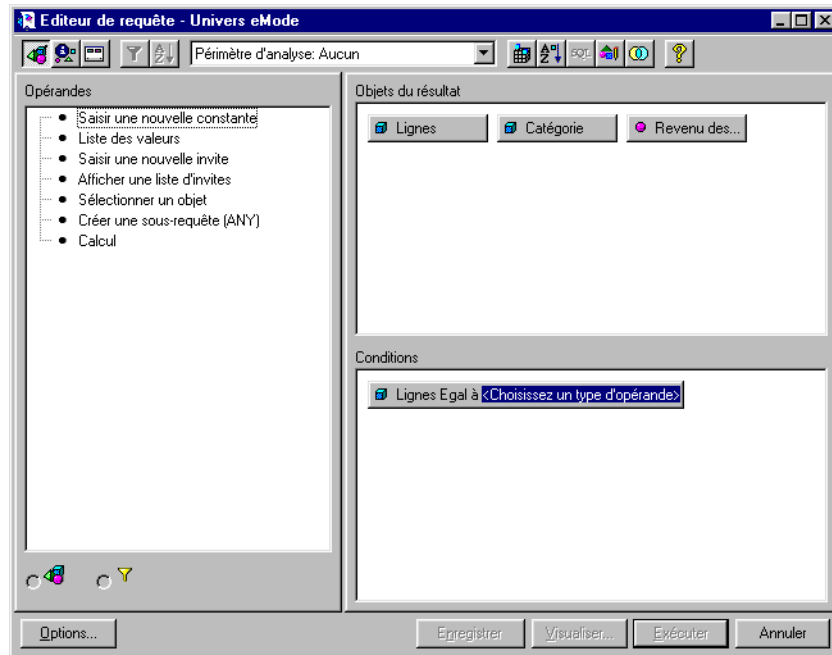 Editeur de requête - Univers eMode
Périmètre d'analyse: Aucun
SQL
Opérandes
Saisir une nouvelle constante
Liste des valeurs
Saisir une nouvelle invite
Afficher une liste d'invites
Sélectionner un objet
Créer une sous-requête (ANY)
Calcul
Objets du résultat
Lignes
Catégorie
Revenu des...
Conditions
Lignes Egal à <Choisissez un type d'opérande>
Options...
Enregistrer
Visualiser...
Exécuter
Annuler